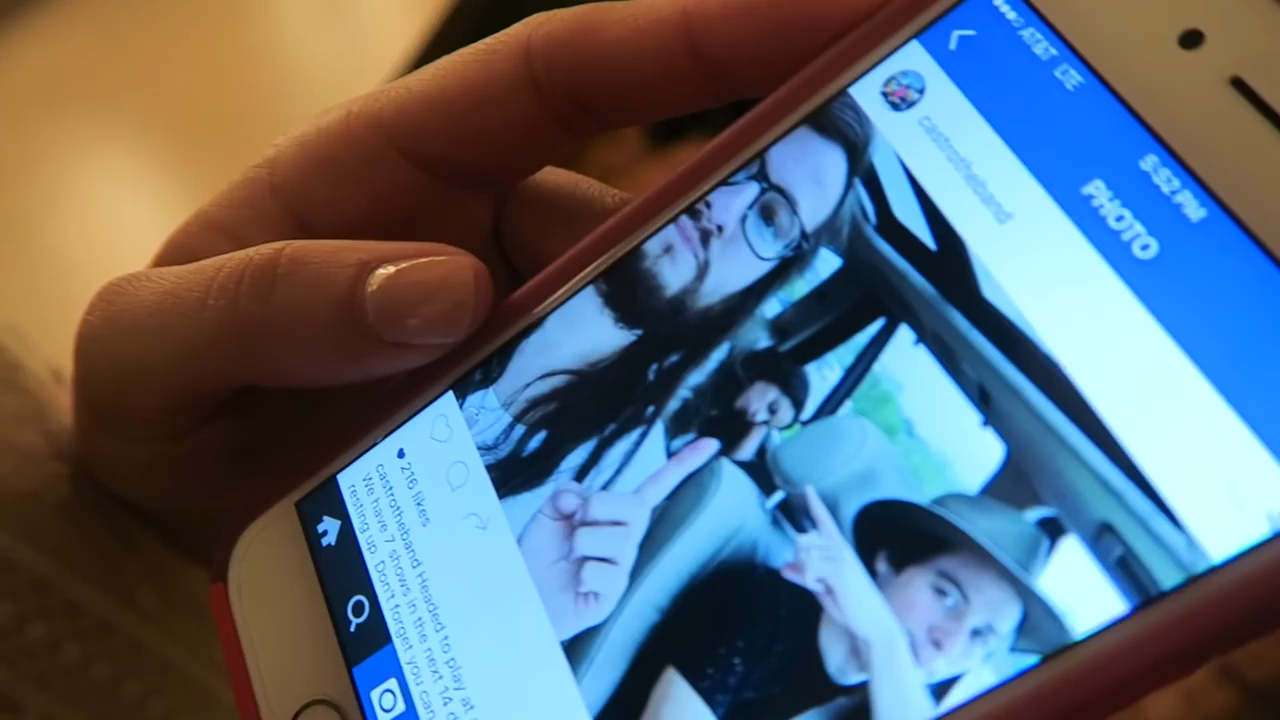 AT&T LTE
5:52 PM
PHOTO
castrotheband
216 likes
castrotheband Headed to play at
We have 7 shows in the next 14 d
resting up. Don't forget you can